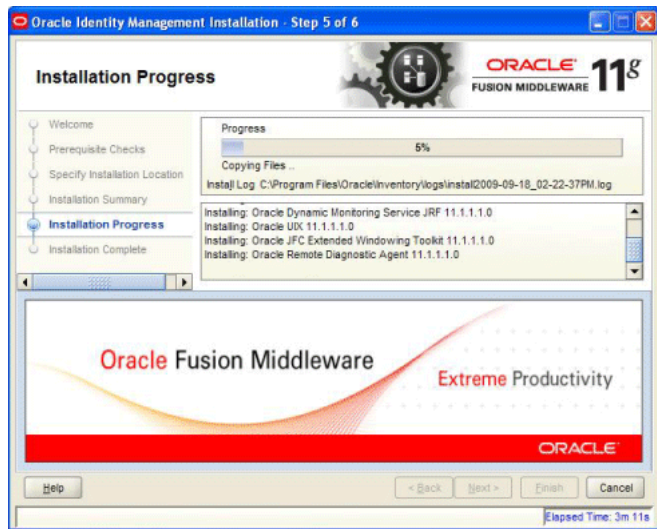 Oracle Identity Management Installation - Step 5 of 6
Installation Progress
ORACLE
FUSION MIDDLEWARE 11g
Welcome
Prerequisite Checks
Specify Installation Location
Installation Summary
Installation Progress
Installation Complete
Progress
5%
Copying Files ..
Install Log C:\Program Files\Oracle\Inventory\logs\install2009-09-18_02-22-37PM.log
Installing: Oracle Dynamic Monitoring Service JRF 11.1.1.1.0
Installing: Oracle UIX 11.1.1.1.0
Installing: Oracle JFC Extended Windowing Toolkit 11.1.1.1.0
Installing: Oracle Remote Diagnostic Agent 11.1.1.1.0
Oracle Fusion Middleware
Extreme Productivity
ORACLE
Help
< Back
Next >
Finish
Cancel
Elapsed Time: 3m 11s